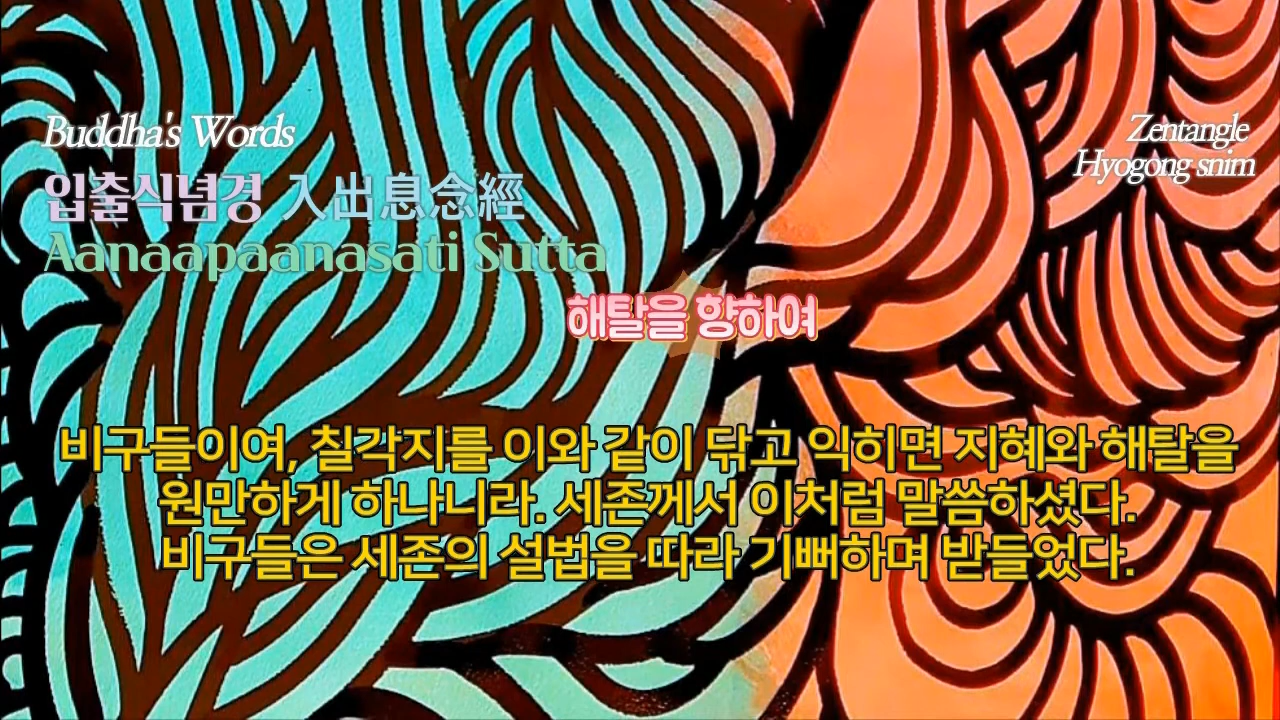 Buddha's Words
Zentangle
Hyogong snim
입출식념경 入出息念經
Aanaapaanasati Sutta
해탈을 향하여
비구들이여, 칠각지를 이와 같이 닦고 익히면 지혜와 해탈을
원만하게 하나니라. 세존께서 이처럼 말씀하셨다.
비구들은 세존의 설법을 따라 기뻐하며 받들었다.